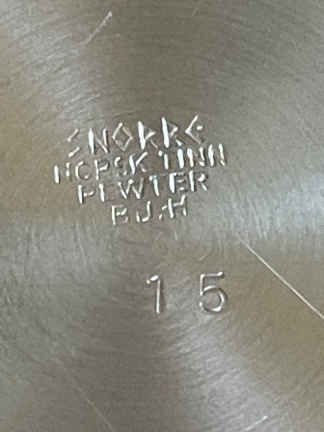 SNORRE
NORSK TINN
PEWTER
B.J.H
15